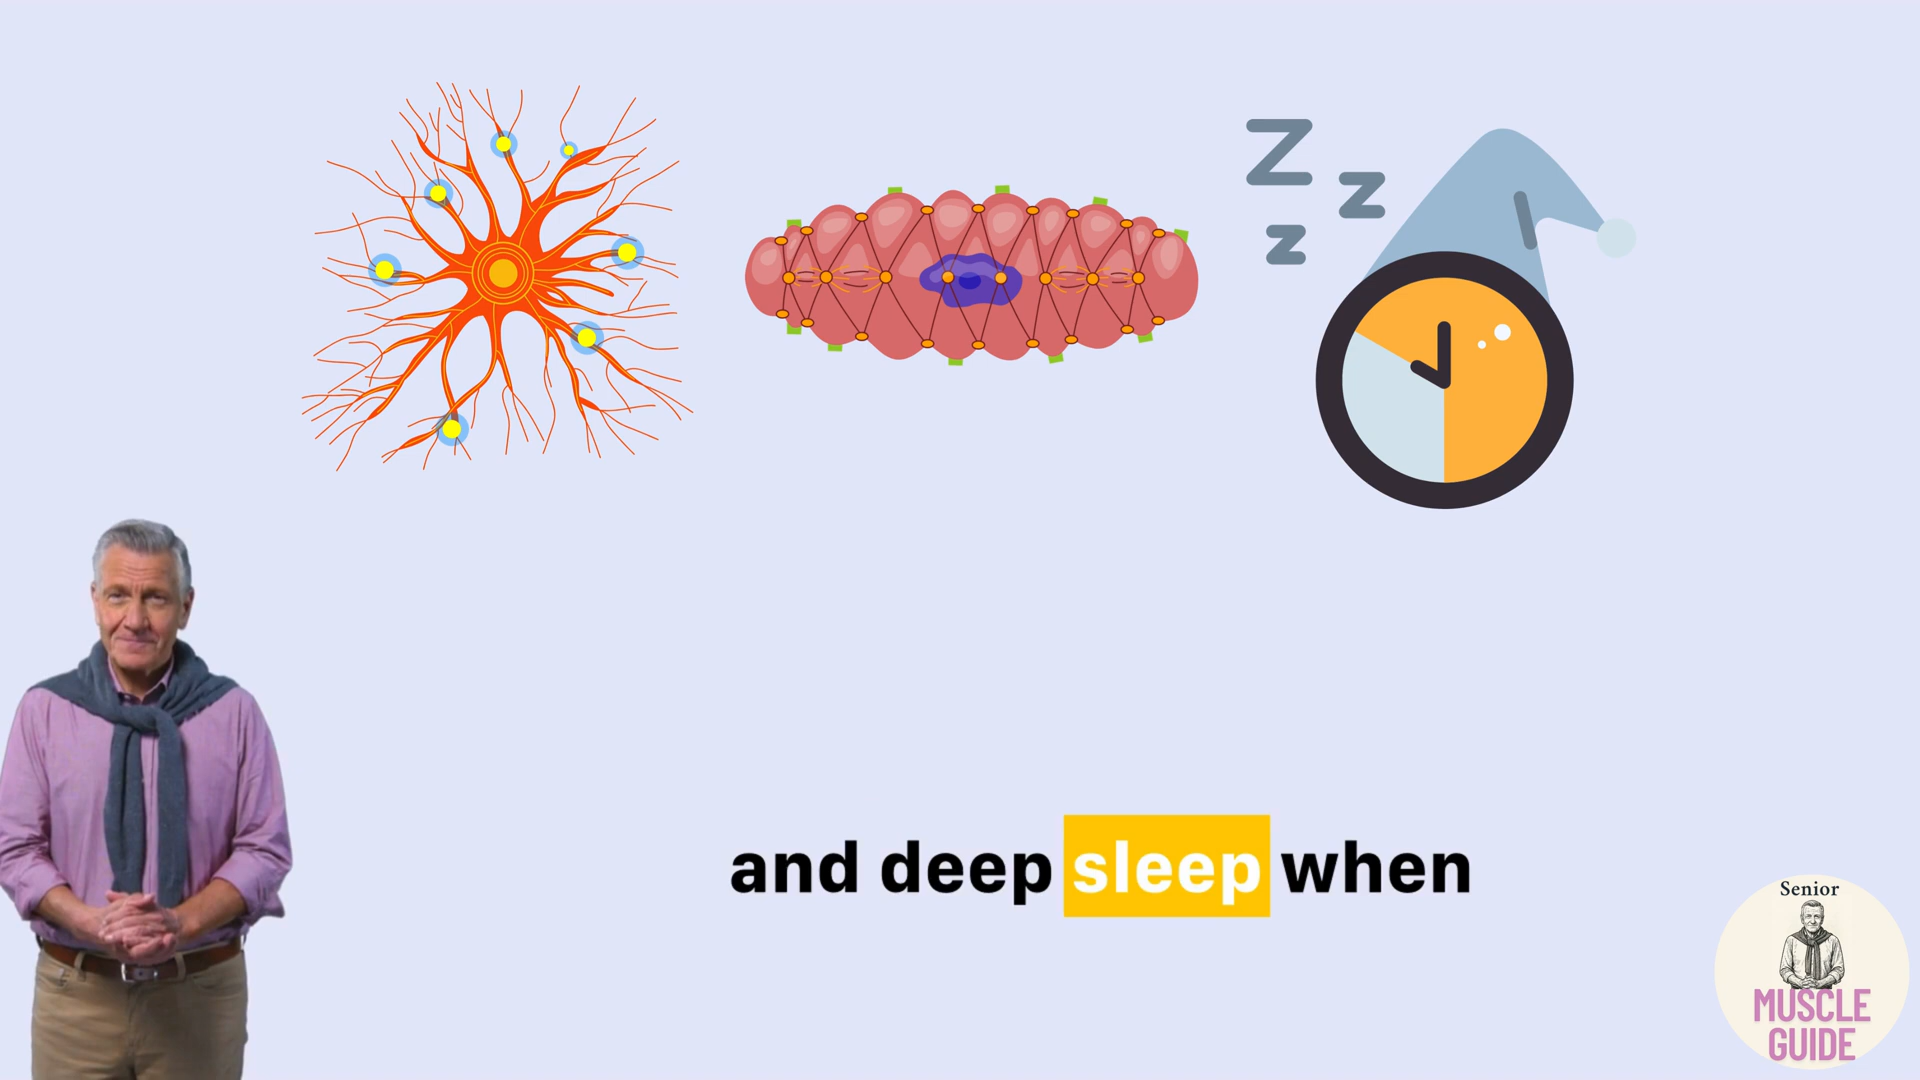 Z
z
z
and deep sleep when
Senior
MUSCLE
GUIDE